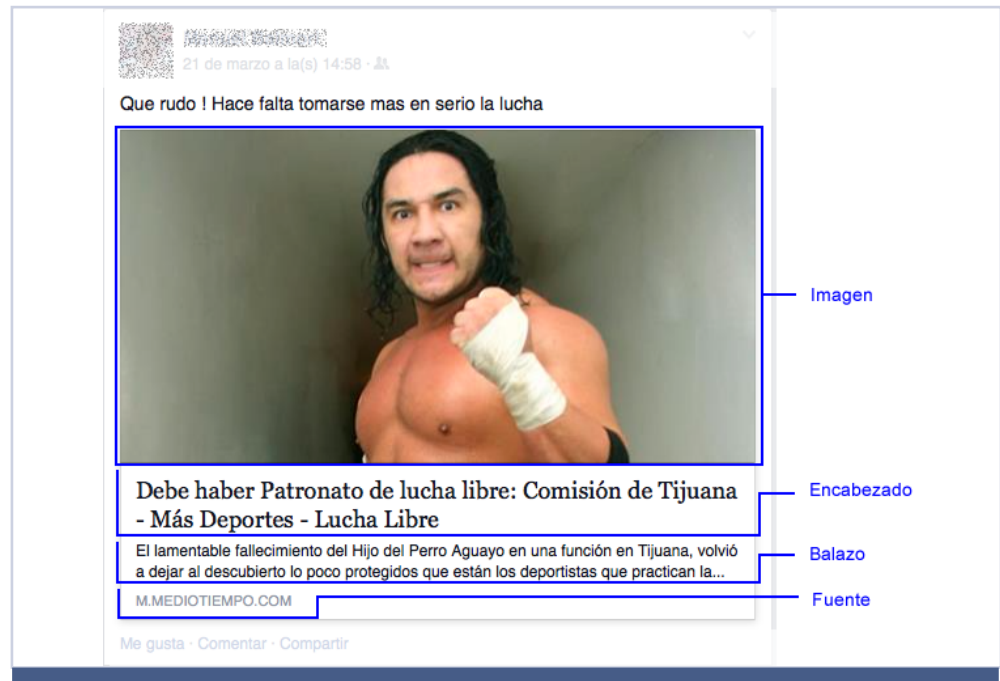 21 de marzo a la(s) 14:58 ·
Que rudo ! Hace falta tomarse mas en serio la lucha
Imagen
Debe haber Patronato de lucha libre: Comisión de Tijuana
- Más Deportes - Lucha Libre
Encabezado
El lamentable fallecimiento del Hijo del Perro Aguayo en una función en Tijuana, volvió
a dejar al descubierto lo poco protegidos que están los deportistas que practican la...
Balazo
M.MEDIOTIEMPO.COM
Fuente
Me gusta · Comentar · Compartir